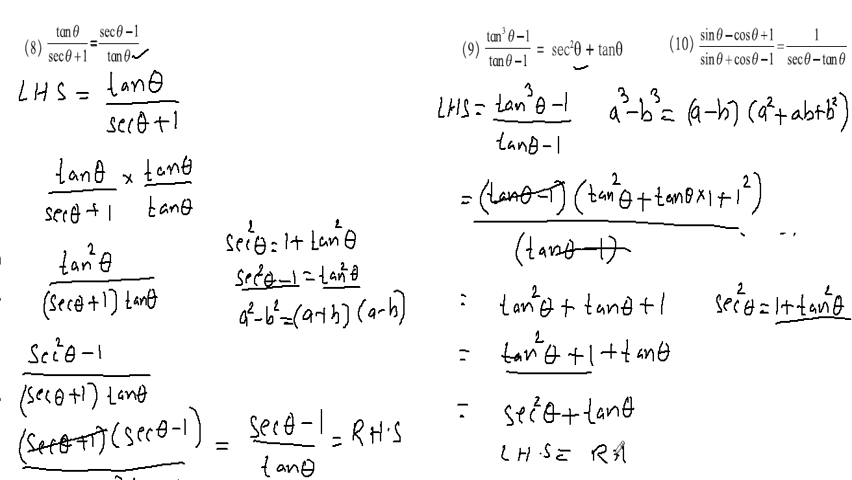 (8) tanθ/(secθ+1) = (secθ−1)/tanθ
LHS = tanθ/(secθ+1)
tanθ/(secθ+1) × tanθ/tanθ
tan²θ/((secθ+1) tanθ)
sec²θ = 1+tan²θ
sec²θ−1 = tan²θ
a²−b² = (a+b) (a−b)
(sec²θ−1)/((secθ+1) tanθ)
(secθ+1) (secθ−1) = (secθ−1)/tanθ = RH.S
(9) (tan³θ−1)/(tanθ−1) = sec²θ + tanθ
LHS = (tan³θ−1)/(tanθ−1)
a³−b³ = (a−b) (a²+ab+b²)
= (tanθ−1) (tan²θ+tanθ×1+1²)/(tanθ−1)
= tan²θ+tanθ+1
sec²θ = 1+tan²θ
= tan²θ+1+tanθ
= sec²θ+tanθ
LH.S =
(10) (sinθ−cosθ+1)/(sinθ+cosθ−1) = 1/(secθ−tanθ)